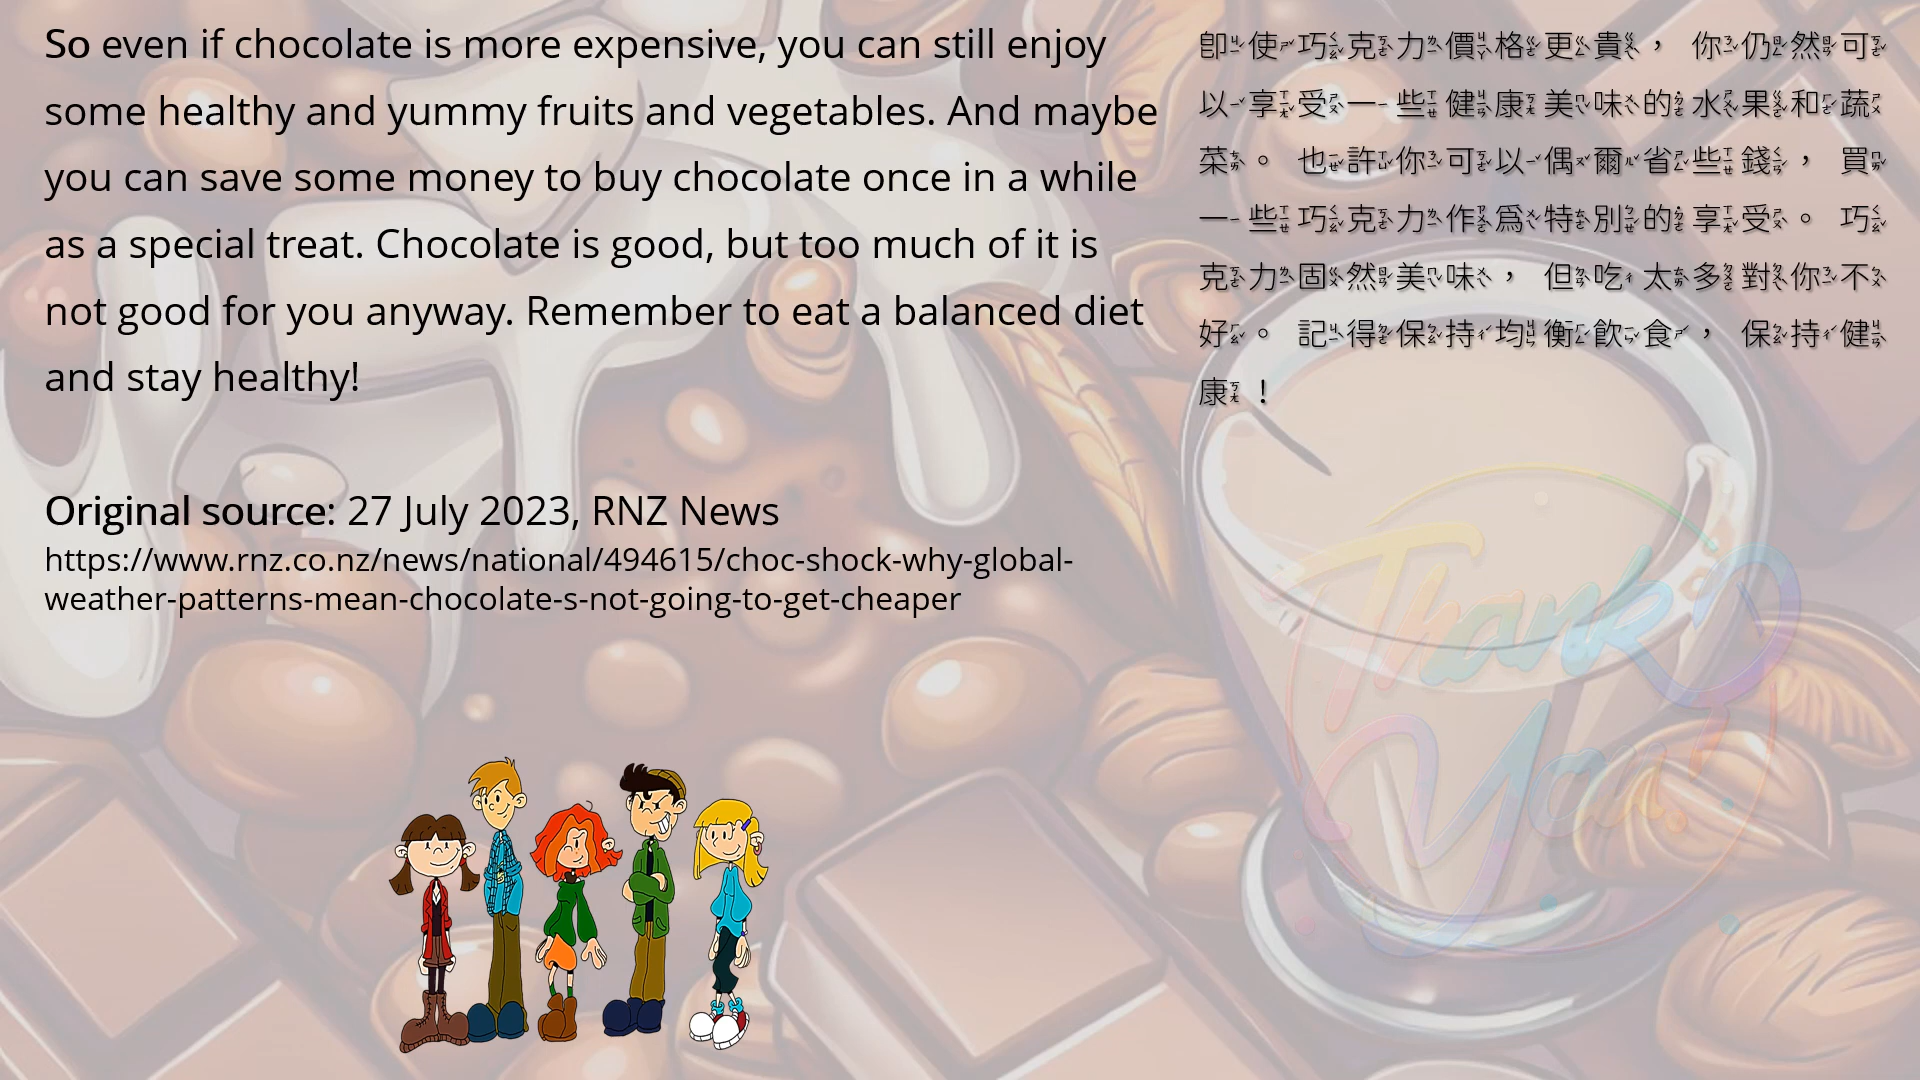 So even if chocolate is more expensive, you can still enjoy
some healthy and yummy fruits and vegetables. And maybe
you can save some money to buy chocolate once in a while
as a special treat. Chocolate is good, but too much of it is
not good for you anyway. Remember to eat a balanced diet
and stay healthy!
Original source: 27 July 2023, RNZ News
https://www.rnz.co.nz/news/national/494615/choc-shock-why-global-
weather-patterns-mean-chocolate-s-not-going-to-get-cheaper
即使巧克力價格更貴， 你仍然可
以享受一些健康美味的水果和蔬
菜。 也許你可以偶爾省些錢， 買
一些巧克力作為特別的享受。 巧
克力固然美味， 但吃太多對你不
好。 記得保持均衡飲食， 保持健
康！
Thank
You!